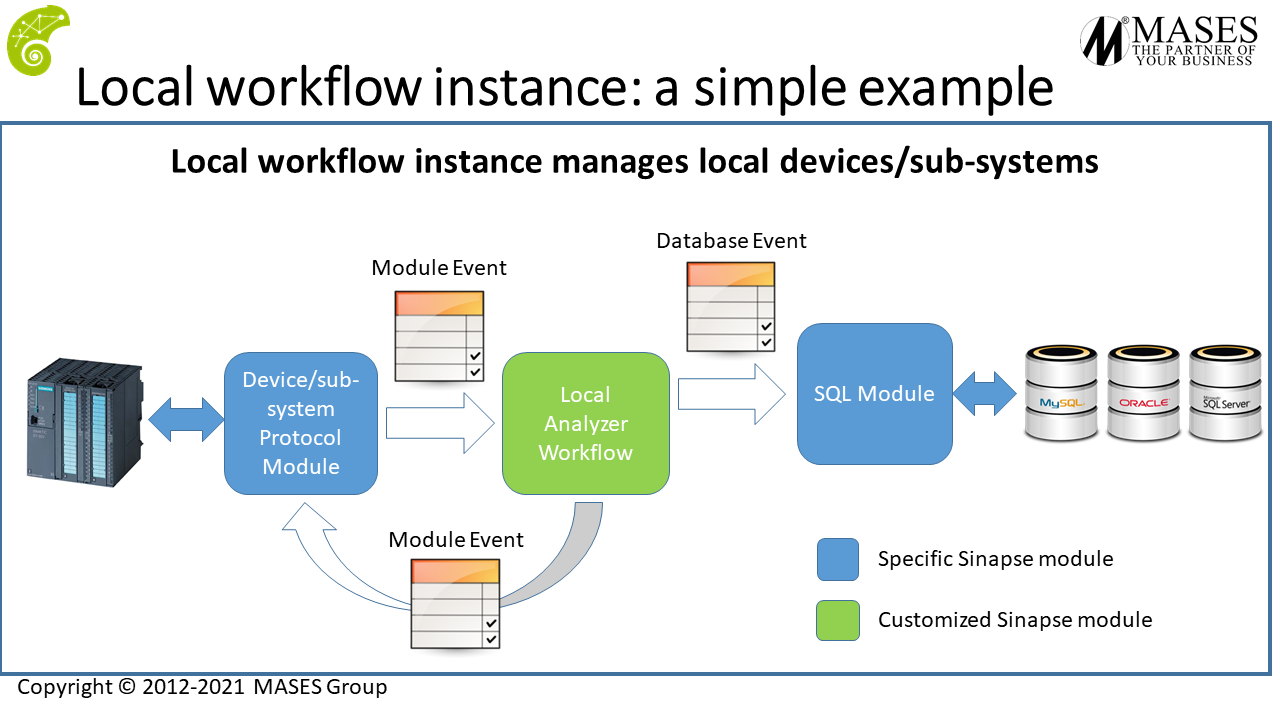 MASES
THE PARTNER OF
YOUR BUSINESS
Local workflow instance: a simple example
Local workflow instance manages local devices/sub-systems
Database Event
Module Event
Device/sub-
system
Protocol
Module
Local
Analyzer
Workflow
SQL Module
SIEMENS
MySQL
ORACLE
Microsoft
SQL Server
Module Event
Specific Sinapse module
Customized Sinapse module
Copyright © 2012-2021 MASES Group